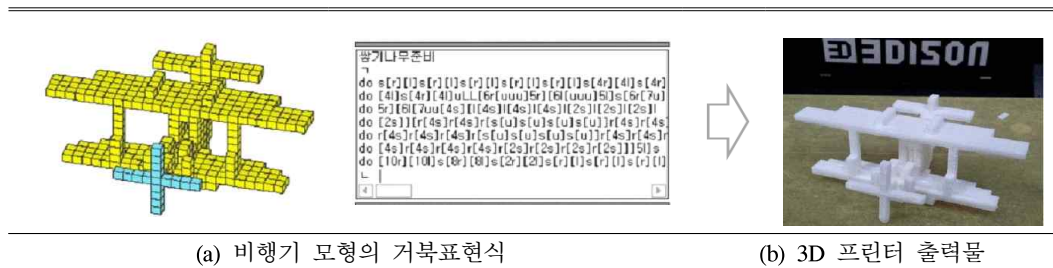 쌓기나무준비
ㄱ
do s[r][l]s[r][l]s[r][l]s[r][l]s[r][l]s[4r][4l]s[4r]
do [4l]s[4r][4l]uLL[6r[uuu]5r][6l(uuu]5l]s[6r[7u]
do 5r][6l[7uu[4s]l[4s]l[4s]l[4s]l[2s]l[2s]l[2s]l
do [2s]][r[4s]r[4s]r[s[u]s[u]s[u]s[u]]r[4s]r[4s]
do r[4s]r[4s]r[4s]r[s[u]s[u]s[u]s[u]]r[4s]r[4s]r
do [4s]r[4s]r[4s]r[4s]r[2s]r[2s]r[2s]r[2s]]]5l]s
do [10r][10l]s[8r][8l]s[2r][2l]s[r][l]s[r][l]s[r][l]
ㄴ
3DISON
(a) 비행기 모형의 거북표현식
(b) 3D 프린터 출력물